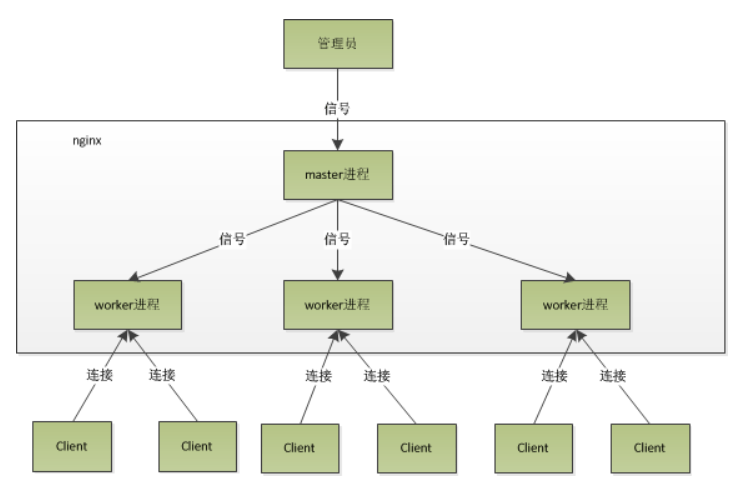 管理员
信号
nginx
master进程
信号
信号
信号
worker进程
worker进程
worker进程
连接
连接
连接
连接
连接
连接
Client
Client
Client
Client
Client
Client